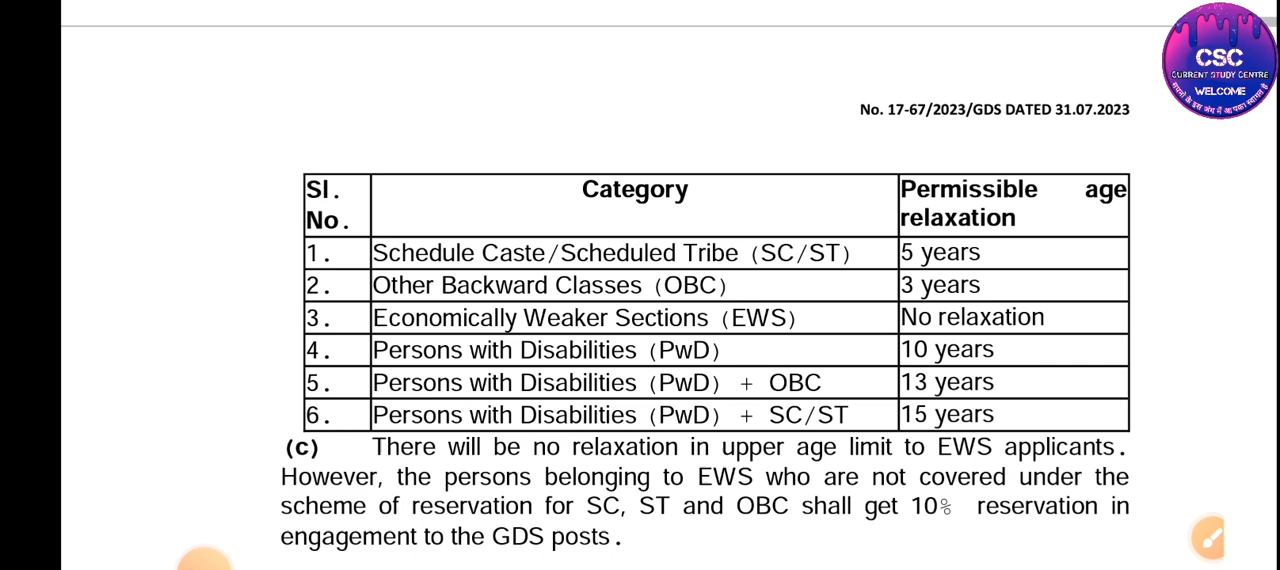 CSC
CURRENT STUDY CENTRE
WELCOME
सपनों के इस जंग में आपका स्वागत है
No. 17-67/2023/GDS DATED 31.07.2023
Sl. No. Category Permissible age relaxation
1. Schedule Caste/Scheduled Tribe (SC/ST) 5 years
2. Other Backward Classes (OBC) 3 years
3. Economically Weaker Sections (EWS) No relaxation
4. Persons with Disabilities (PwD) 10 years
5. Persons with Disabilities (PwD) + OBC 13 years
6. Persons with Disabilities (PwD) + SC/ST 15 years
(c) There will be no relaxation in upper age limit to EWS applicants.
However, the persons belonging to EWS who are not covered under the
scheme of reservation for SC, ST and OBC shall get 10% reservation in
engagement to the GDS posts.